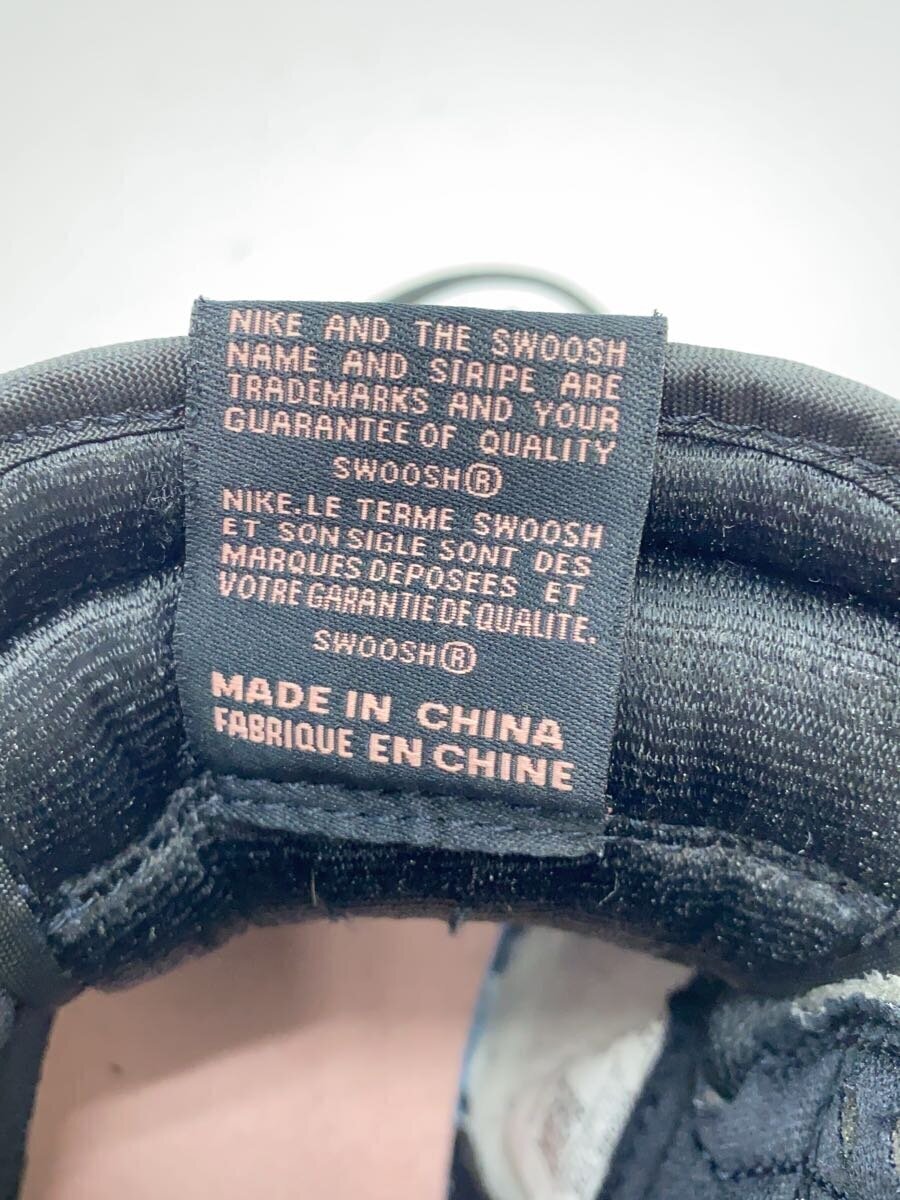 NIKE AND THE SWOOSH
NAME AND STRIPE ARE
TRADEMARKS AND YOUR
GUARANTEE OF QUALITY
SWOOSH®
NIKE.LE TERME SWOOSH
ET SON SIGLE SONT DES
MARQUES DEPOSEES ET
VOTRE GARANTIE DE QUALITE.
SWOOSH®
MADE IN CHINA
FABRIQUE EN CHINE